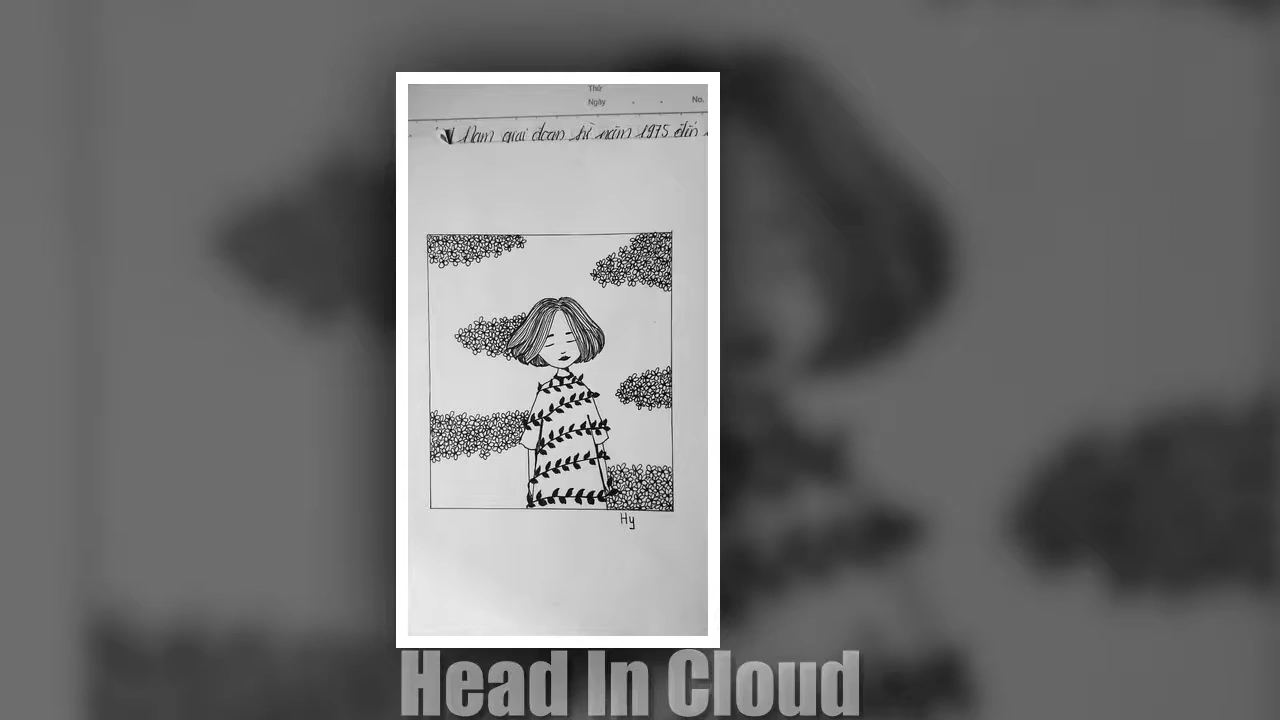 Thứ
Ngày . . No.
Nam giai đoạn từ năm 1975 đến
Hy
Head In Cloud